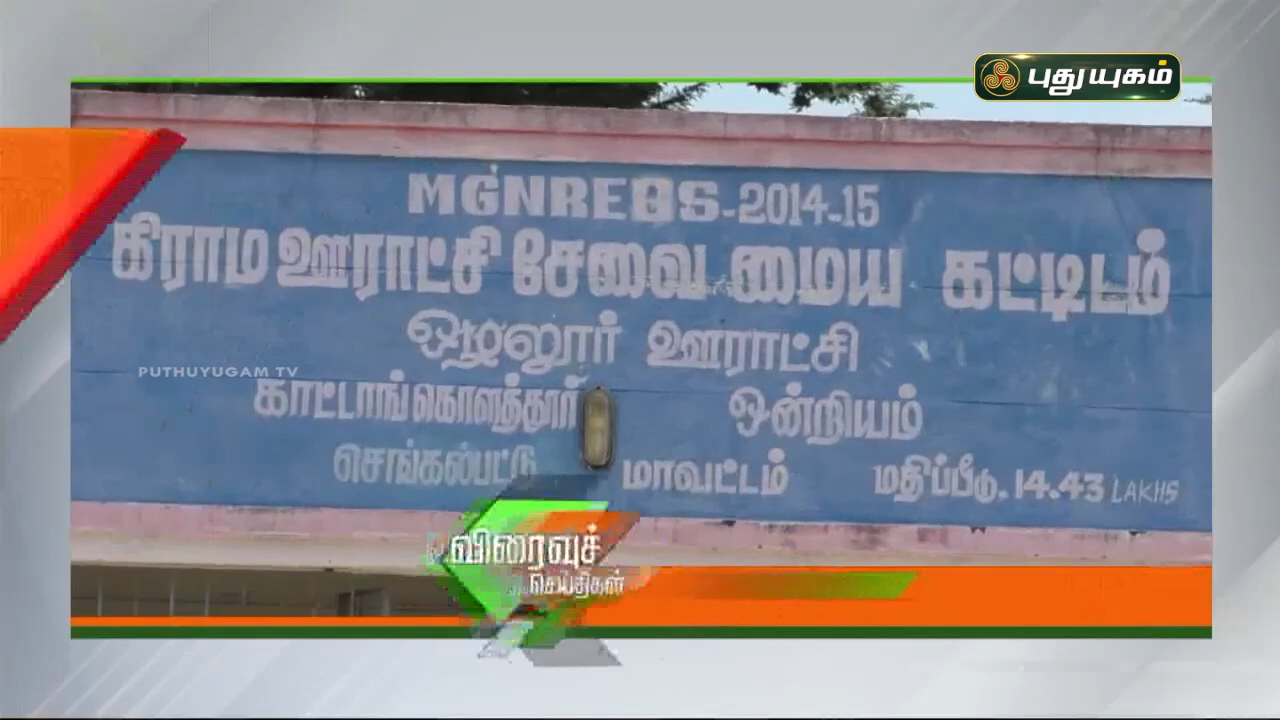 புதுயுகம்
MGNREGS-2014-15
கிராம ஊராட்சி சேவை மைய கட்டிடம்
ஒழலூர் ஊராட்சி
PUTHUYUGAM TV
காட்டாங்கொளத்தூர் ஒன்றியம்
செங்கல்பட்டு மாவட்டம் மதிப்பீடு. 14.43 LAKHS
விரைவுச்
செய்திகள்